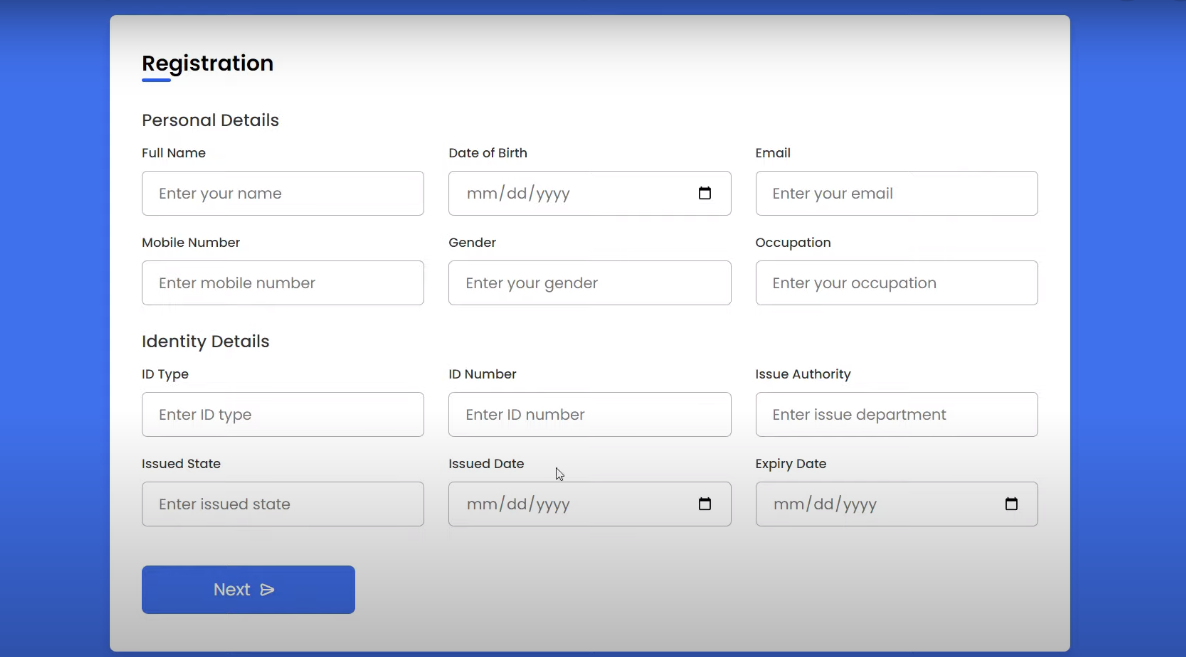 Registration
Personal Details
Full Name Date of Birth Email
Enter your name mm/dd/yyyy Enter your email
Mobile Number Gender Occupation
Enter mobile number Enter your gender Enter your occupation
Identity Details
ID Type ID Number Issue Authority
Enter ID type Enter ID number Enter issue department
Issued State Issued Date Expiry Date
Enter issued state mm/dd/yyyy mm/dd/yyyy
Next